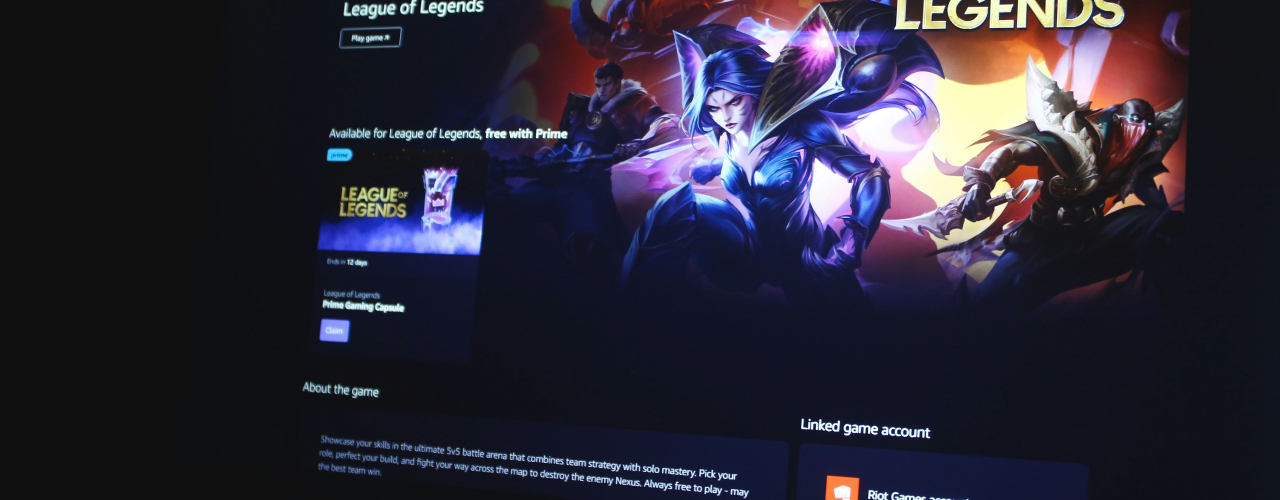 League of Legends
LEGENDS
Play game
Available for League of Legends, free with Prime
prime
LEAGUE OF
LEGENDS
Ends in 12 days
League of Legends
Prime Gaming Capsule
Claim
About the game
Linked game account
Showcase your skills in the ultimate 5v5 battle arena that combines team strategy with solo mastery. Pick your
role, perfect your build, and fight your way across the map to destroy the enemy Nexus. Always free to play - may
the best team win.
Riot Games